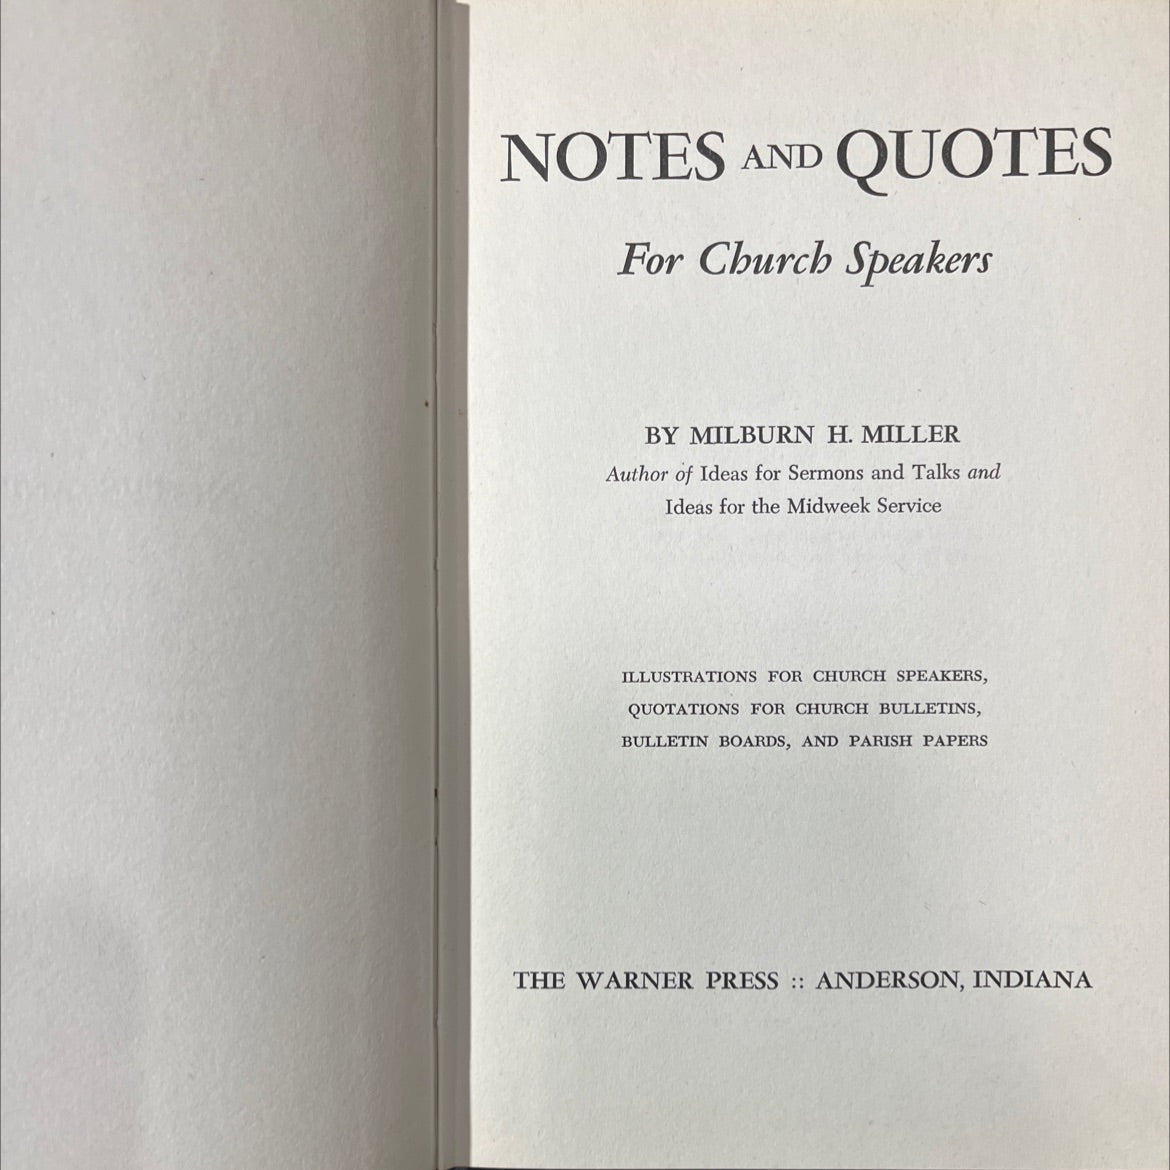 NOTES AND QUOTES
For Church Speakers
BY MILBURN H. MILLER
Author of Ideas for Sermons and Talks and
Ideas for the Midweek Service
ILLUSTRATIONS FOR CHURCH SPEAKERS,
QUOTATIONS FOR CHURCH BULLETINS,
BULLETIN BOARDS, AND PARISH PAPERS
THE WARNER PRESS :: ANDERSON, INDIANA